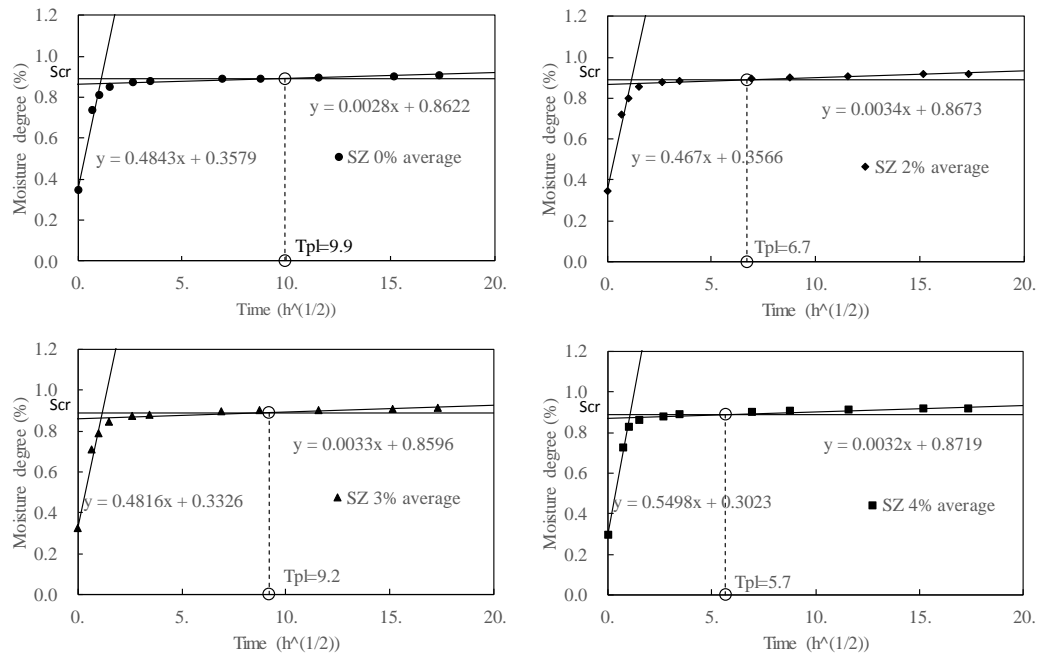 1.2
1.0
Scr
0.8
0.6
0.4
0.2
0.0
Moisture degree (%)
y = 0.0028x + 0.8622
y = 0.4843x + 0.3579
SZ 0% average
Tpl=9.9
0. 5. 10. 15. 20.
Time (h^(1/2))
1.2
1.0
Scr
0.8
0.6
0.4
0.2
0.0
Moisture degree (%)
y = 0.0034x + 0.8673
y = 0.467x + 0.3566
SZ 2% average
Tpl=6.7
0. 5. 10. 15. 20.
Time (h^(1/2))
1.2
1.0
Scr
0.8
0.6
0.4
0.2
0.0
Moisture degree (%)
y = 0.0033x + 0.8596
y = 0.4816x + 0.3326
SZ 3% average
Tpl=9.2
0. 5. 10. 15. 20.
Time (h^(1/2))
1.2
1.0
Scr
0.8
0.6
0.4
0.2
0.0
Moisture degree (%)
y = 0.0032x + 0.8719
y = 0.5498x + 0.3023
SZ 4% average
Tpl=5.7
0. 5. 10. 15. 20.
Time (h^(1/2))